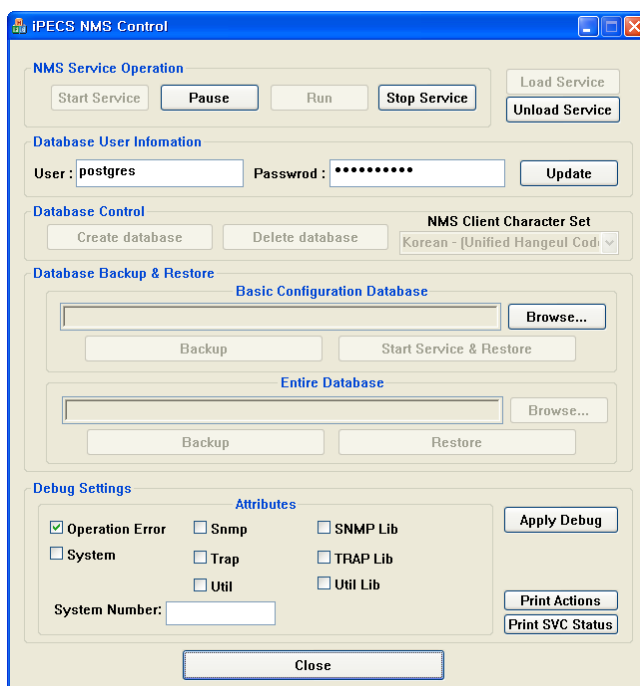 iPECS NMS Control
NMS Service Operation
Start Service Pause Run Stop Service
Load Service
Unload Service
Database User Infomation
User : postgres Passwrod : •••••••••• Update
Database Control
Create database Delete database
NMS Client Character Set
Korean - (Unified Hangeul Code
Database Backup & Restore
Basic Configuration Database
Browse...
Backup Start Service & Restore
Entire Database
Browse...
Backup Restore
Debug Settings
Attributes
Operation Error Snmp SNMP Lib
System Trap TRAP Lib
Util Util Lib
System Number:
Apply Debug
Print Actions
Print SVC Status
Close